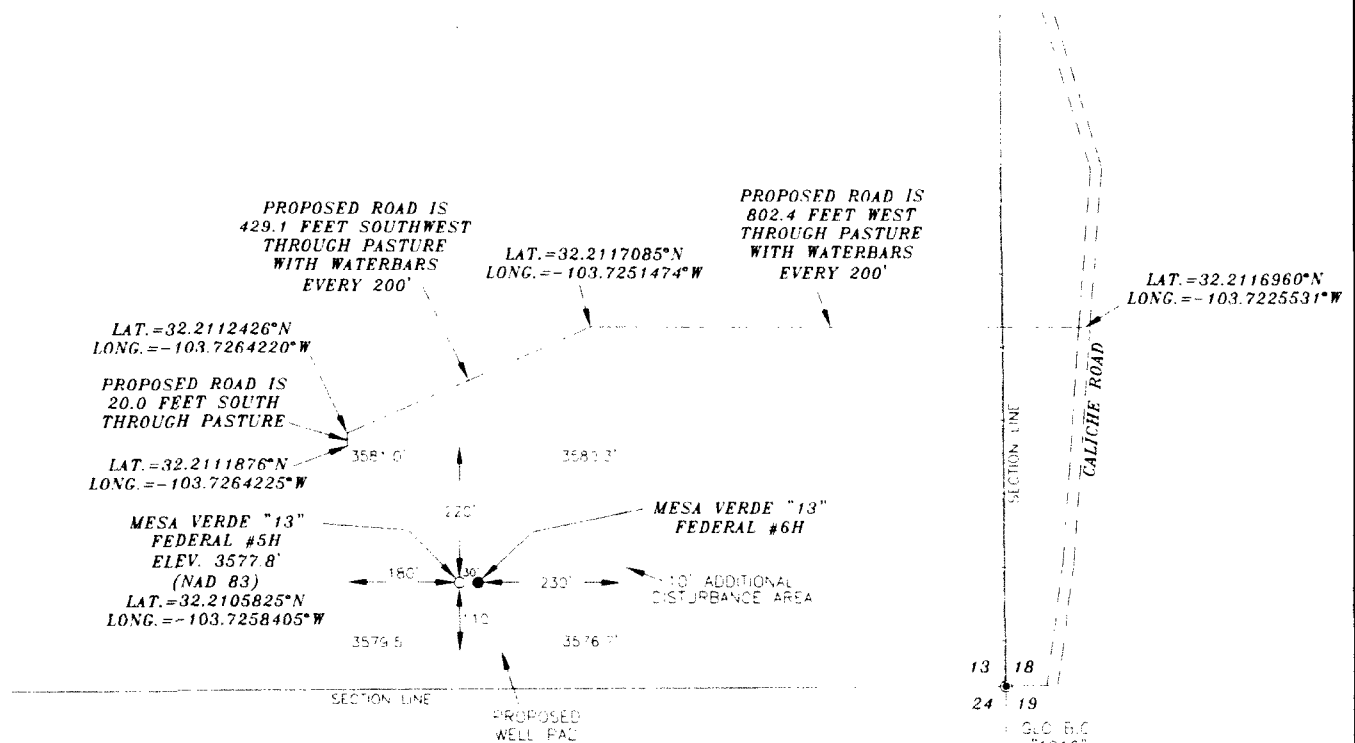 PROPOSED ROAD IS
429.1 FEET SOUTHWEST
THROUGH PASTURE
WITH WATERBARS
EVERY 200'
PROPOSED ROAD IS
802.4 FEET WEST
THROUGH PASTURE
WITH WATERBARS
EVERY 200'
LAT.=32.2117085°N
LONG.=-103.7251474°W
LAT.=32.2116960°N
LONG.=-103.7225531°W
LAT.=32.2112426°N
LONG.=-103.7264220°W
PROPOSED ROAD IS
20.0 FEET SOUTH
THROUGH PASTURE
LAT.=32.2111876°N
LONG.=-103.7264225°W
3581.0'
220'
MESA VERDE "13"
FEDERAL #5H
ELEV. 3577.8'
(NAD 83)
LAT.=32.2105825°N
LONG.=-103.7258405°W
MESA VERDE "13"
FEDERAL #6H
180'
30'
230'
10' ADDITIONAL
DISTURBANCE AREA
110'
3579.5
SECTION LINE
CALICHE ROAD
13 18
24 19
SECTION LINE
PROPOSED
WELL PAD